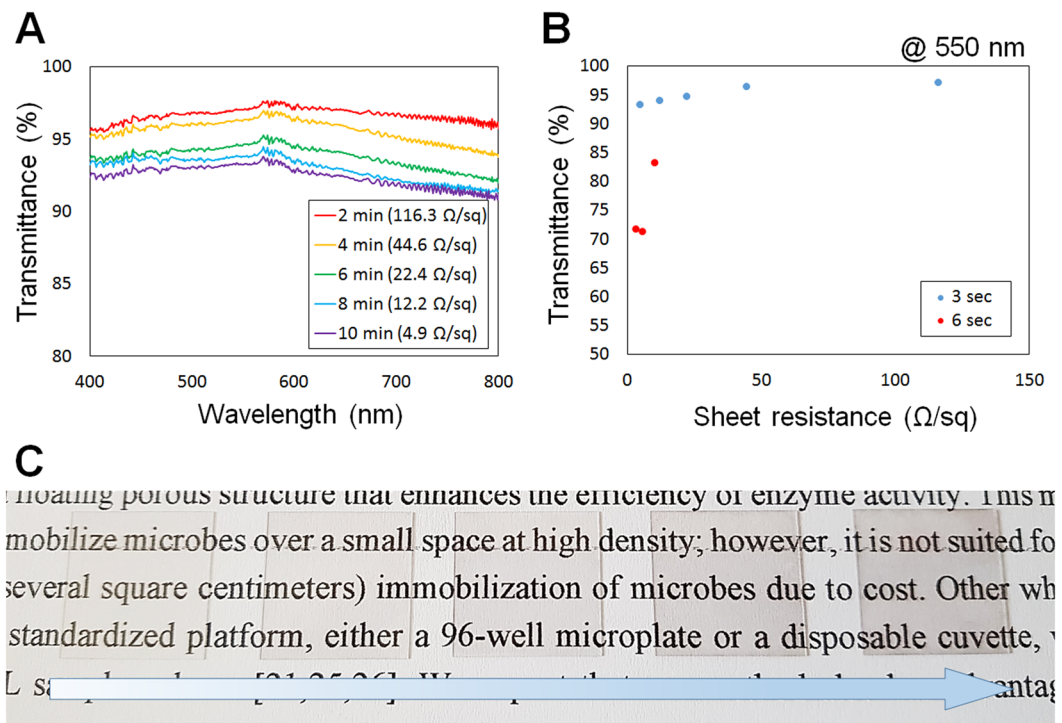 A
B
@ 550 nm
100
95
90
85
80
Transmittance (%)
400
500
600
700
800
Wavelength (nm)
2 min (116.3 Ω/sq)
4 min (44.6 Ω/sq)
6 min (22.4 Ω/sq)
8 min (12.2 Ω/sq)
10 min (4.9 Ω/sq)
100
95
90
85
80
75
70
65
60
55
50
Transmittance (%)
0
50
100
150
Sheet resistance (Ω/sq)
3 sec
6 sec
C
floating porous structure that enhances the efficiency of enzyme activity. This
mobilize microbes over a small space at high density; however, it is not suited fo
several square centimeters) immobilization of microbes due to cost. Other wh
standardized platform, either a 96-well microplate or a disposable cuvette,
L